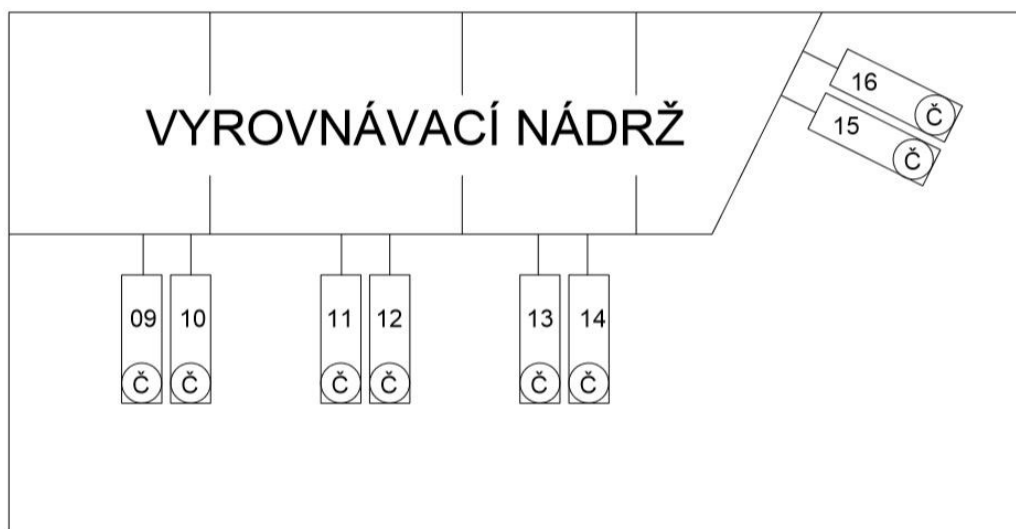 VYROVNÁVACÍ NÁDRŽ
16
Č
15
Č
09 10 11 12 13 14
Č Č Č Č Č Č